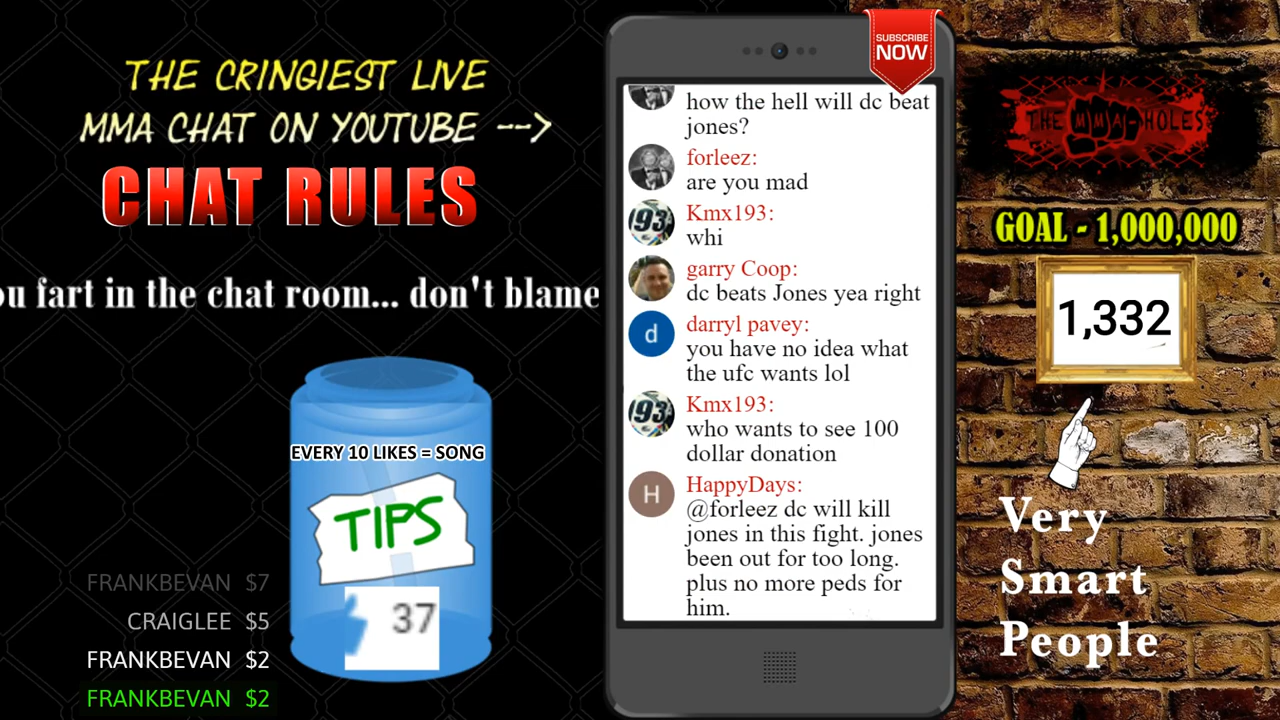 THE CRINGIEST LIVE
MMA CHAT ON YOUTUBE -->
CHAT RULES
ou fart in the chat room... don't blame
EVERY 10 LIKES = SONG
TIPS
37
FRANKBEVAN $7
CRAIGLEE $5
FRANKBEVAN $2
FRANKBEVAN $2
SUBSCRIBE
NOW
how the hell will dc beat
jones?
forleez:
are you mad
Kmx193:
whi
garry Coop:
dc beats Jones yea right
d
darryl pavey:
you have no idea what
the ufc wants lol
Kmx193:
who wants to see 100
dollar donation
H
HappyDays:
@forleez dc will kill
jones in this fight. jones
been out for too long.
plus no more peds for
him.
93
93
THE MMA-HOLES
GOAL - 1,000,000
1,332
Very
Smart
People